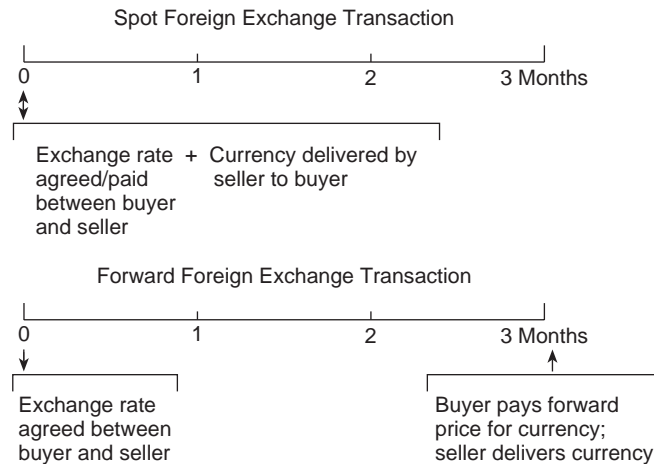 Spot Foreign Exchange Transaction
0 1 2 3 Months
Exchange rate + Currency delivered by
agreed/paid seller to buyer
between buyer
and seller
Forward Foreign Exchange Transaction
0 1 2 3 Months
Exchange rate
agreed between
buyer and seller
Buyer pays forward
price for currency;
seller delivers currency